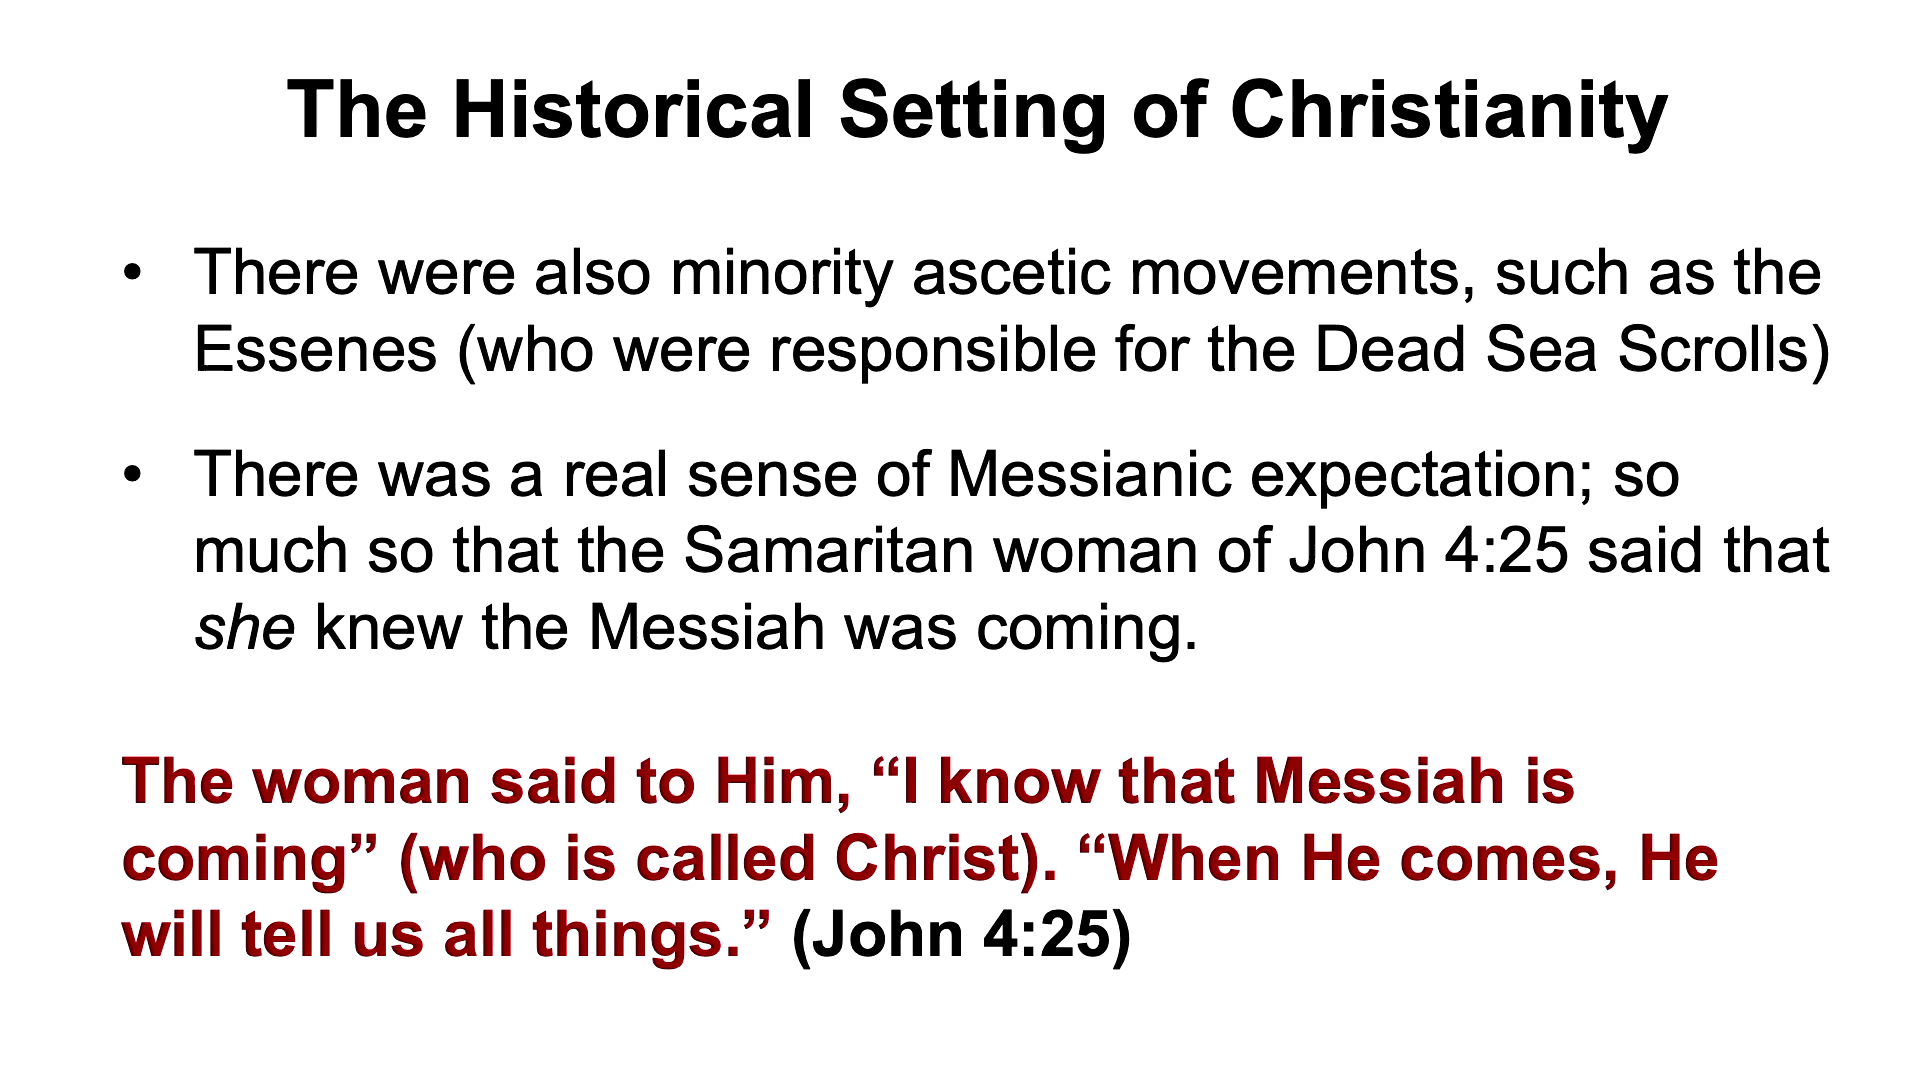 The Historical Setting of Christianity
• There were also minority ascetic movements, such as the
Essenes (who were responsible for the Dead Sea Scrolls)
• There was a real sense of Messianic expectation; so
much so that the Samaritan woman of John 4:25 said that
she knew the Messiah was coming.
The woman said to Him, “I know that Messiah is
coming” (who is called Christ). “When He comes, He
will tell us all things.” (John 4:25)